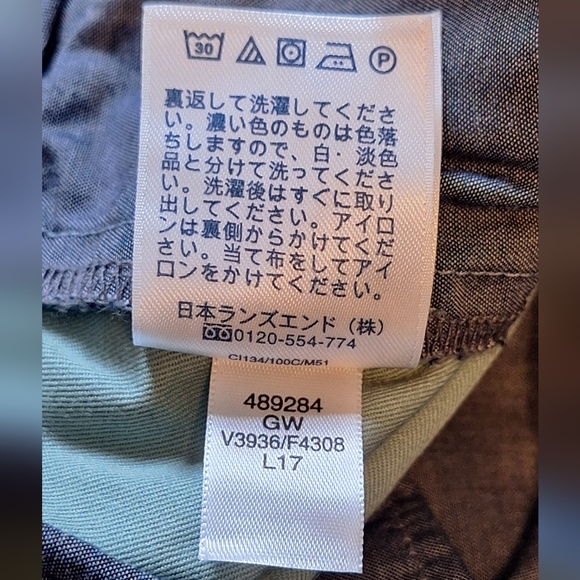 30 P
裏返して洗濯してくださ
い。濃い色のものは色落
ちしますので、白・淡色
品と分けて洗ってくださ
い。洗濯後はすぐに取り
出してください。アイロ
ンは裏側からかけてくだ
さい。当て布をしてアイ
ロンをかけてください。
日本ランズエンド（株）
0120-554-774
CI134/100C/M51
489284
GW
V3936/F4308
L17